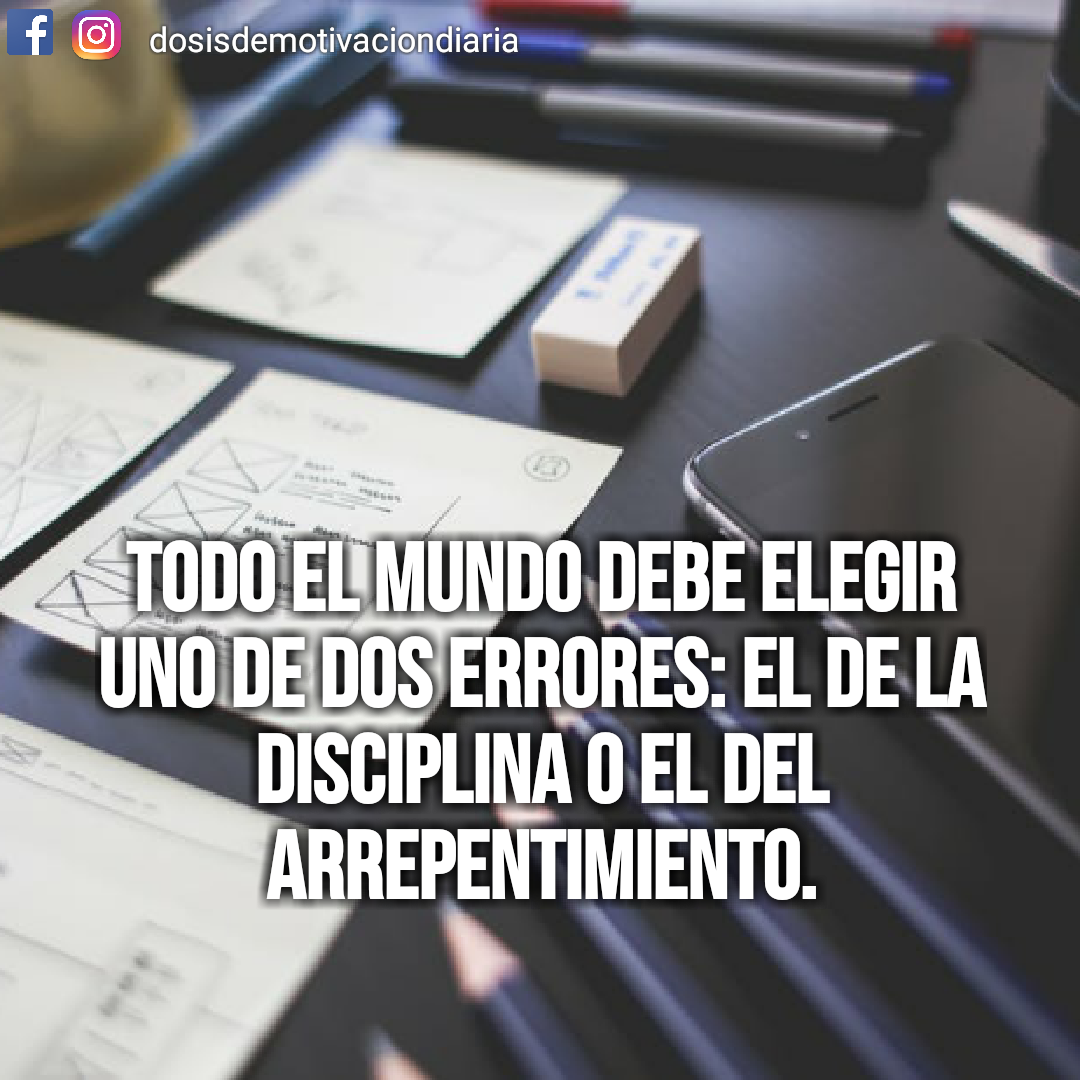 dosisdemotivaciondiaria
TODO EL MUNDO DEBE ELEGIR
UNO DE DOS ERRORES: EL DE LA
DISCIPLINA O EL DEL
ARREPENTIMIENTO.